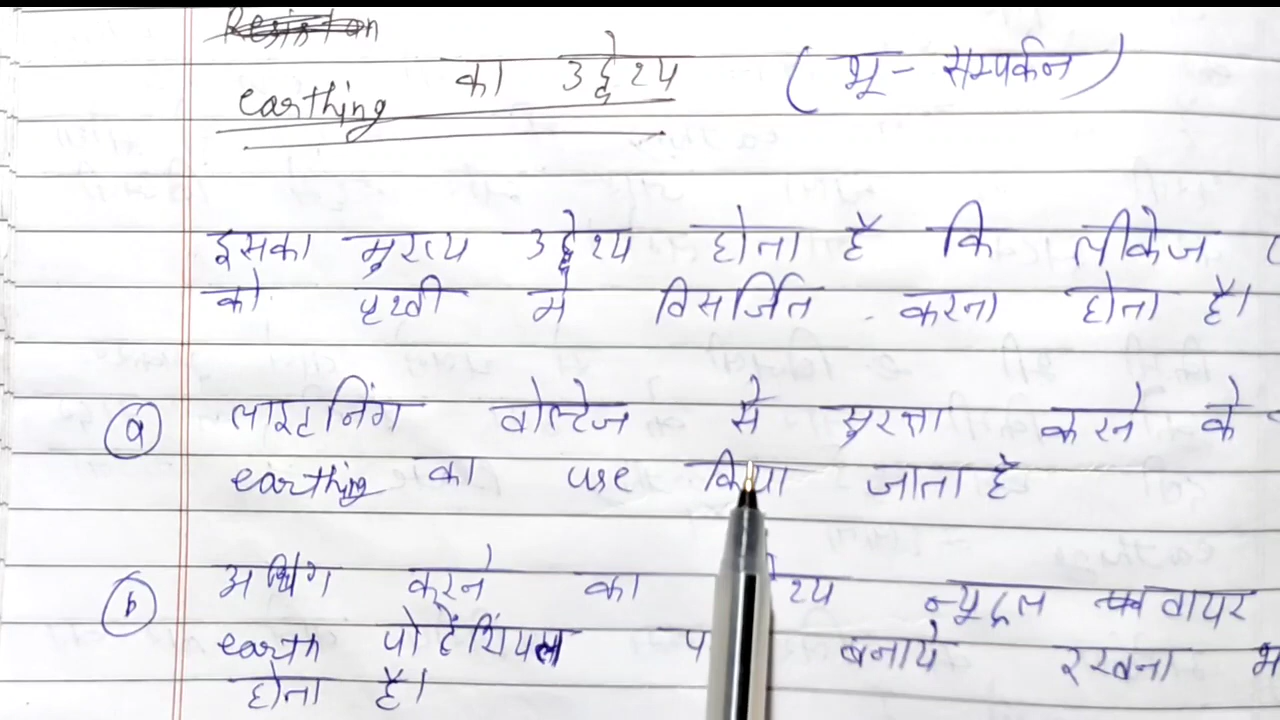 earthing का उद्देश्य (भू - सम्पर्कन)
इसका मुख्य उद्देश्य होता है कि लीकेज
को पृथ्वी मे विसर्जित करना होता है।
(a) लाइटनिंग वोल्टेज से सुरक्षा करने के
earthing का use किया जाता है
(b) अर्थिंग करने का न्यूट्रल वायर
earth पोटेंशियल बनाये रखना
होता है।